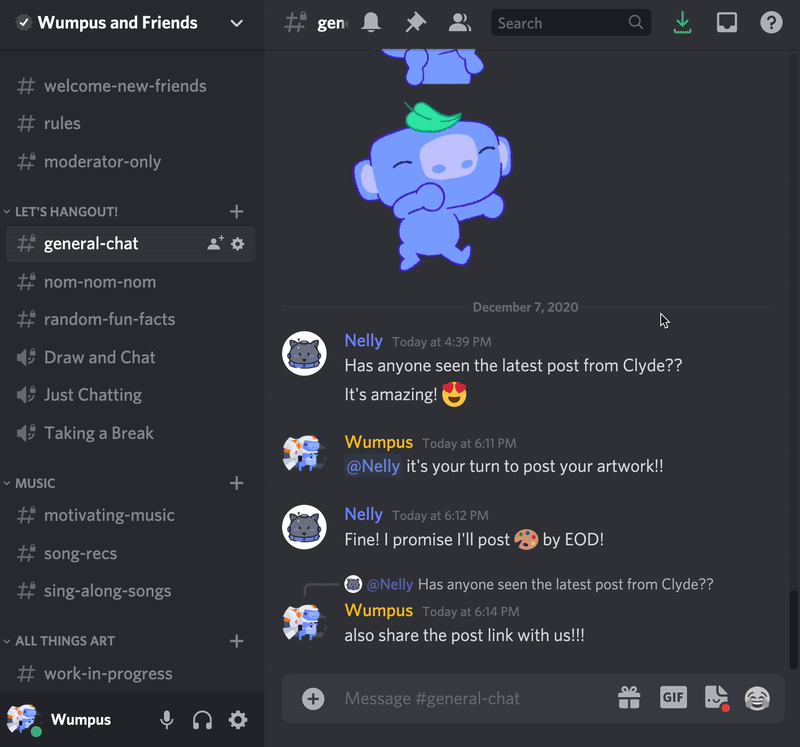 Wumpus and Friends
welcome-new-friends
rules
moderator-only
LET'S HANGOUT!
general-chat
nom-nom-nom
random-fun-facts
Draw and Chat
Just Chatting
Taking a Break
MUSIC
motivating-music
song-recs
sing-along-songs
ALL THINGS ART
work-in-progress
Wumpus
gen
Search
December 7, 2020
Nelly Today at 4:39 PM
Has anyone seen the latest post from Clyde??
It's amazing! 😍
Wumpus Today at 6:11 PM
@Nelly it's your turn to post your artwork!!
Nelly Today at 6:12 PM
Fine! I promise I'll post 🎨 by EOD!
@Nelly Has anyone seen the latest post from Clyde??
Wumpus Today at 6:14 PM
also share the post link with us!!!
Message #general-chat
GIF